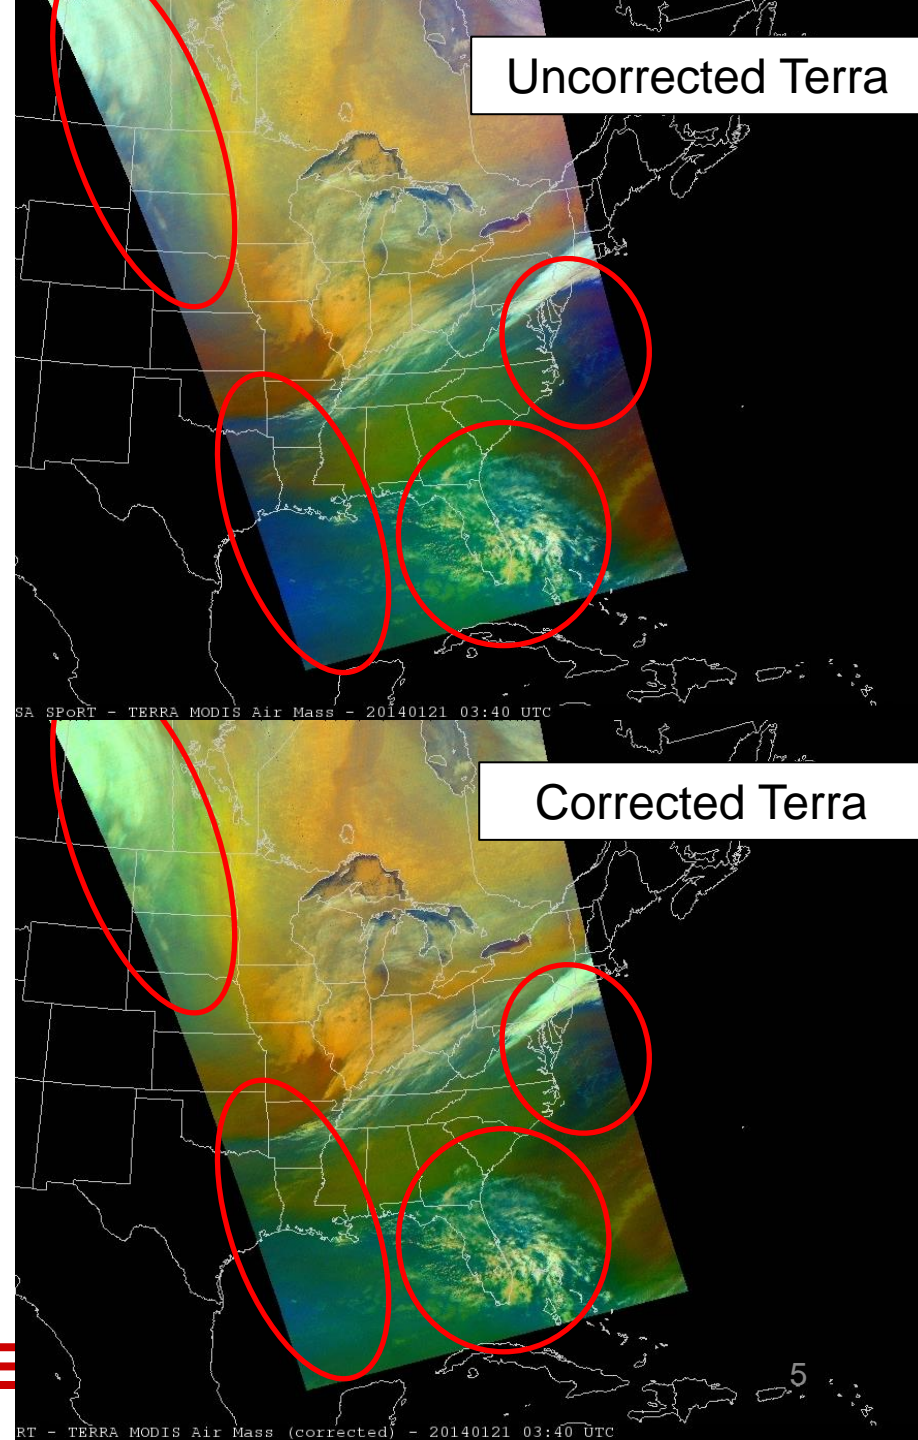 Uncorrected Terra
SA SPoRT - TERRA MODIS Air Mass - 20140121 03:40 UTC
Corrected Terra
5
RT - TERRA MODIS Air Mass (corrected) - 20140121 03:40 UTC